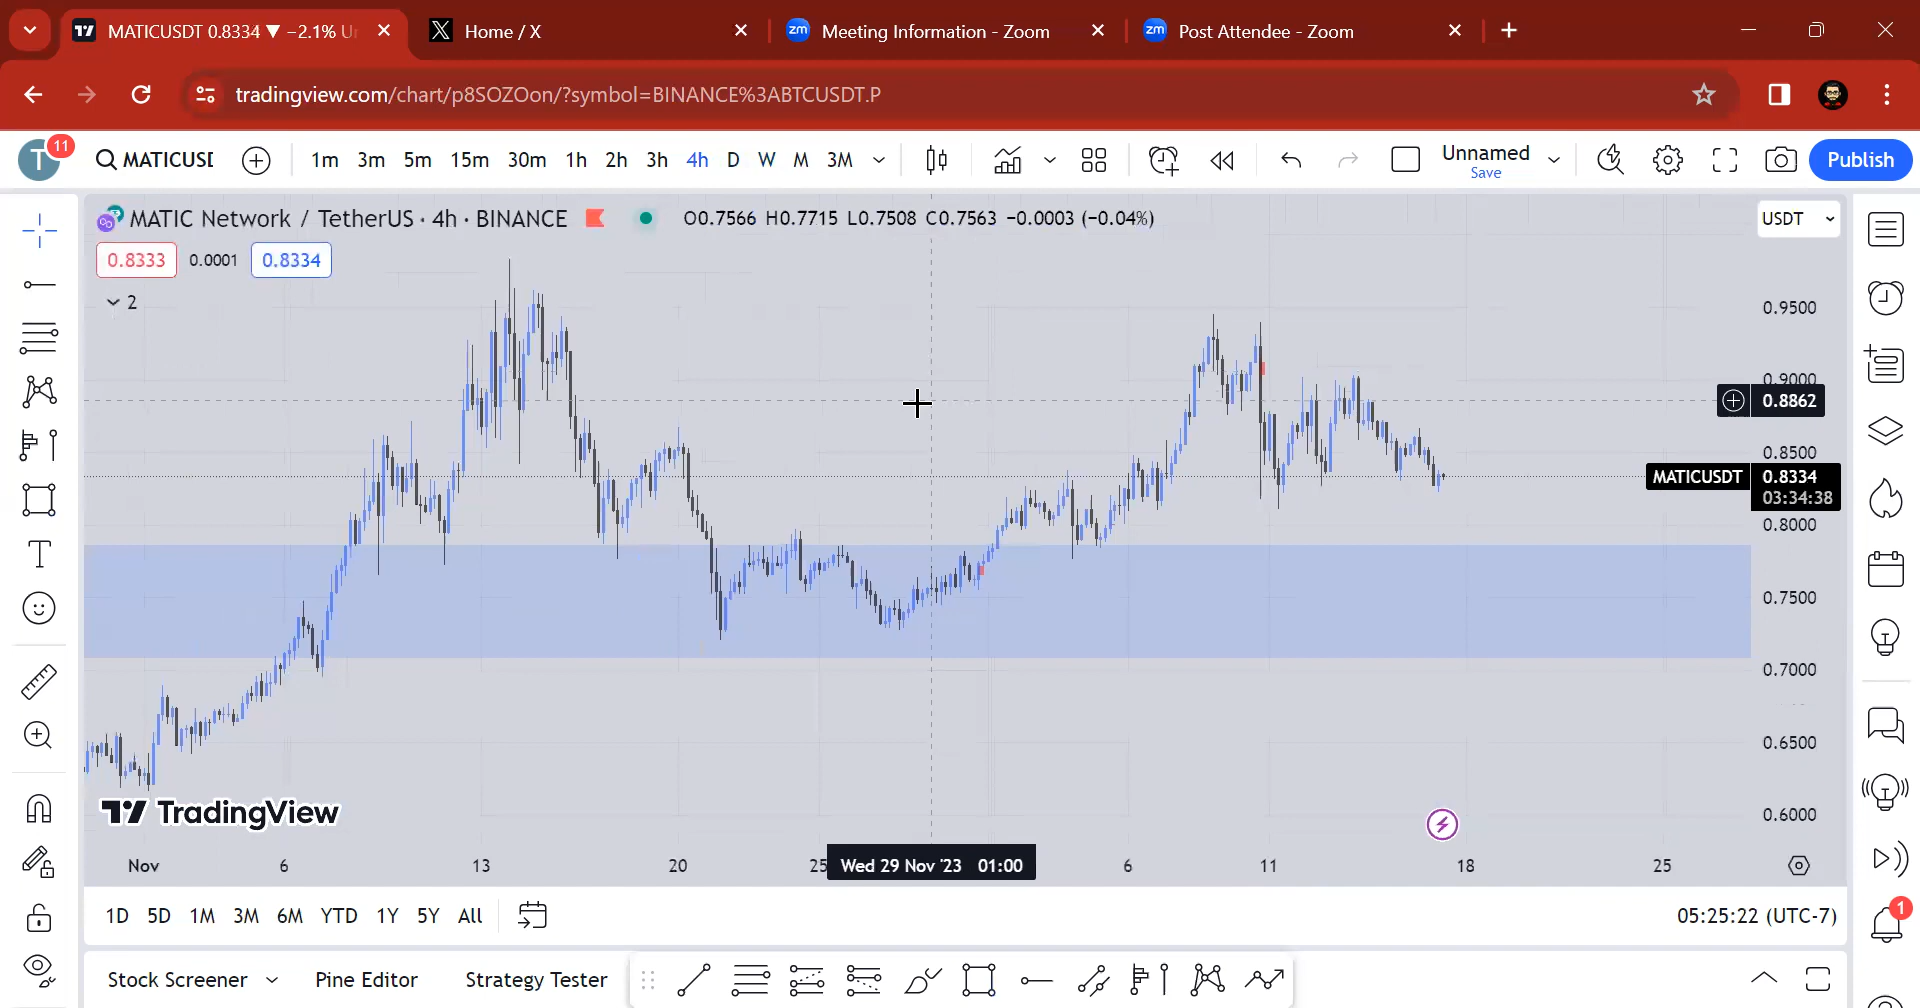 MATICUSDT 0.8334 ▼ −2.1% U
Home / X
zm Meeting Information - Zoom
zm Post Attendee - Zoom
tradingview.com/chart/p8SOZOon/?symbol=BINANCE%3ABTCUSDT.P
T 11 MATICUSD 1m 3m 5m 15m 30m 1h 2h 3h 4h D W M 3M Unnamed Save Publish
MATIC Network / TetherUS · 4h · BINANCE O0.7566 H0.7715 L0.7508 C0.7563 −0.0003 (−0.04%) USDT
0.8333 0.0001 0.8334
2
0.9500
0.9000
0.8862
0.8500
MATICUSDT 0.8334
03:34:38
0.8000
0.7500
0.7000
0.6500
0.6000
TradingView
Nov 6 13 20 25 Wed 29 Nov '23 01:00 6 11 18 25
1D 5D 1M 3M 6M YTD 1Y 5Y All 05:25:22 (UTC-7)
1
Stock Screener Pine Editor Strategy Tester